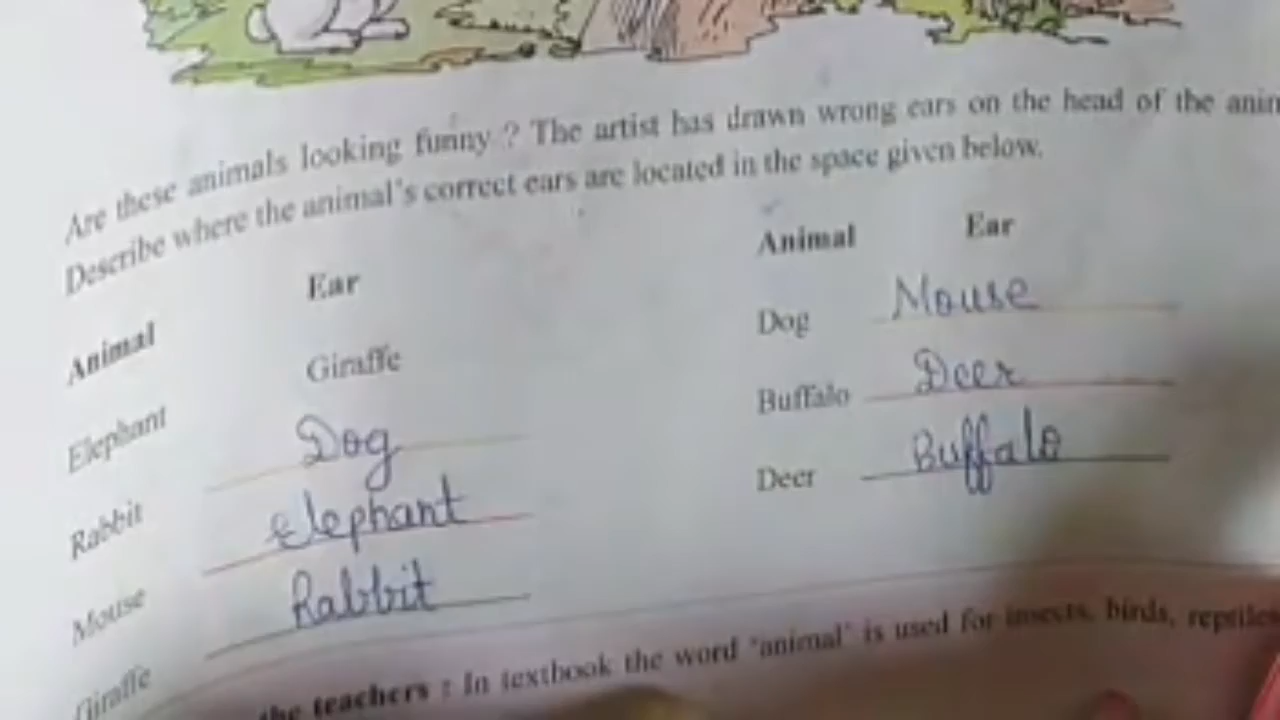 Are these animals looking funny ? The artist has drawn wrong ears on the head of the
Describe where the animal's correct ears are located in the space given below.
Animal Ear
Elephant Giraffe
Rabbit Dog
Mouse Elephant
Giraffe Rabbit
Animal Ear
Dog Mouse
Buffalo Deer
Deer Buffalo
the teachers : In textbook the word 'animal' is used for insects, birds, reptiles